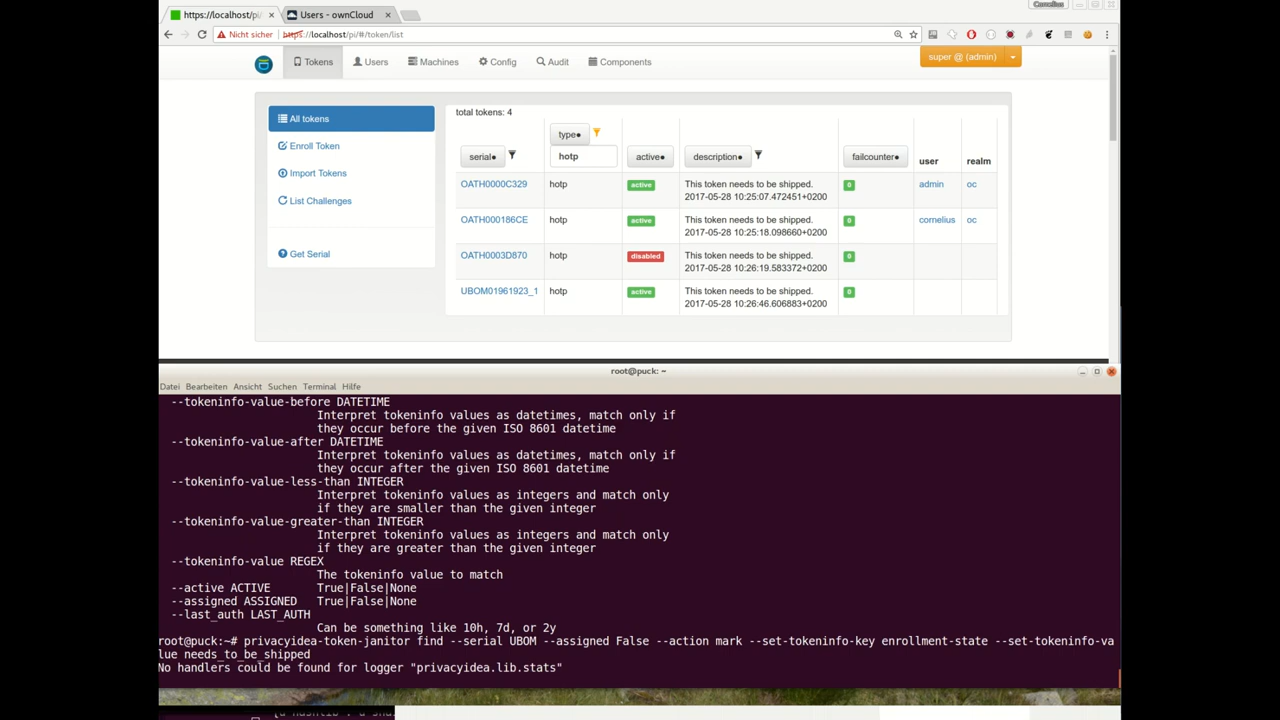 https://localhost/pi/ ×
Users - ownCloud ×
Cornelius
Nicht sicher https://localhost/pi/#/token/list
Tokens Users Machines Config Audit Components super @ (admin)
All tokens
Enroll Token
Import Tokens
List Challenges
Get Serial
total tokens: 4
type●
serial● hotp active● description● failcounter● user realm
OATH0000C329 hotp active This token needs to be shipped. 0 admin oc
2017-05-28 10:25:07.472451+0200
OATH000186CE hotp active This token needs to be shipped. 0 cornelius oc
2017-05-28 10:25:18.098660+0200
OATH0003D870 hotp disabled This token needs to be shipped. 0
2017-05-28 10:26:19.583372+0200
UBOM01961923_1 hotp active This token needs to be shipped. 0
2017-05-28 10:26:46.606883+0200
root@puck: ~
Datei Bearbeiten Ansicht Suchen Terminal Hilfe
--tokeninfo-value-before DATETIME
Interpret tokeninfo values as datetimes, match only if
they occur before the given ISO 8601 datetime
--tokeninfo-value-after DATETIME
Interpret tokeninfo values as datetimes, match only if
they occur after the given ISO 8601 datetime
--tokeninfo-value-less-than INTEGER
Interpret tokeninfo values as integers and match only
if they are smaller than the given integer
--tokeninfo-value-greater-than INTEGER
Interpret tokeninfo values as integers and match only
if they are greater than the given integer
--tokeninfo-value REGEX
The tokeninfo value to match
--active ACTIVE True|False|None
--assigned ASSIGNED True|False|None
--last_auth LAST_AUTH
Can be something like 10h, 7d, or 2y
root@puck:~# privacyidea-token-janitor find --serial UBOM --assigned False --action mark --set-tokeninfo-key enrollment-state --set-tokeninfo-va
lue needs_to_be_shipped
No handlers could be found for logger "privacyidea.lib.stats"